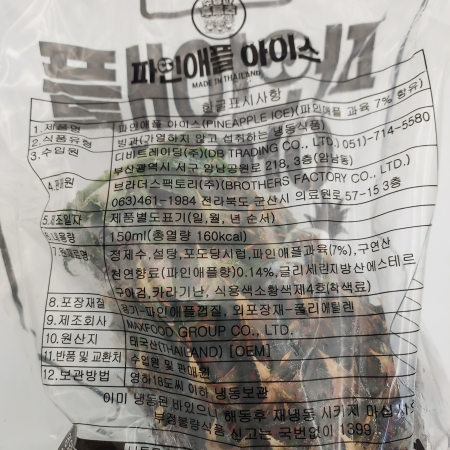 파인애플 아이스
MADE IN THAILAND
한글표시사항
1.제품명 파인애플 아이스(PINEAPPLE ICE)(파인애플 과육 7% 함유)
2.식품유형 빙과(가열하지 않고 섭취하는 냉동식품)
3.수입원 디비트레이딩(주)(DB TRADING CO., LTD.) 051)-714-5580
부산광역시 서구 암남공원로 218, 3층(암남동)
4. 브라더스팩토리(주)(BROTHERS FACTORY CO., LTD.)
063)461-1984 전라북도 군산시 의료원로,57-15 3층
5.제조일자 제품별도표기(일,월,년 순서)
6.내용량 150ml(총열량 160kcal)
7.원재료명 정제수,설탕,포도당시럽,파인애플과육(7%),구연산
천연향료(파인애플향)0.14%,글리세린지방산에스테르
구아검,카라기난, 식용색소황색제4호(착색료)
8.포장재질 용기-파인애플껍질, 외포장재-폴리에틸렌
9.제조회사 MAXFOOD GROUP CO., LTD.
10.원산지 태국산(THAILAND) [OEM]
11.반품 및 교환처 수입원 및 판매원
12.보관방법 영하18도씨 이하 냉동보관
이미 냉동된 바있으니 해동후 재냉동 시키지 마십시오
부정불량식품 신고는 국번없이 1399